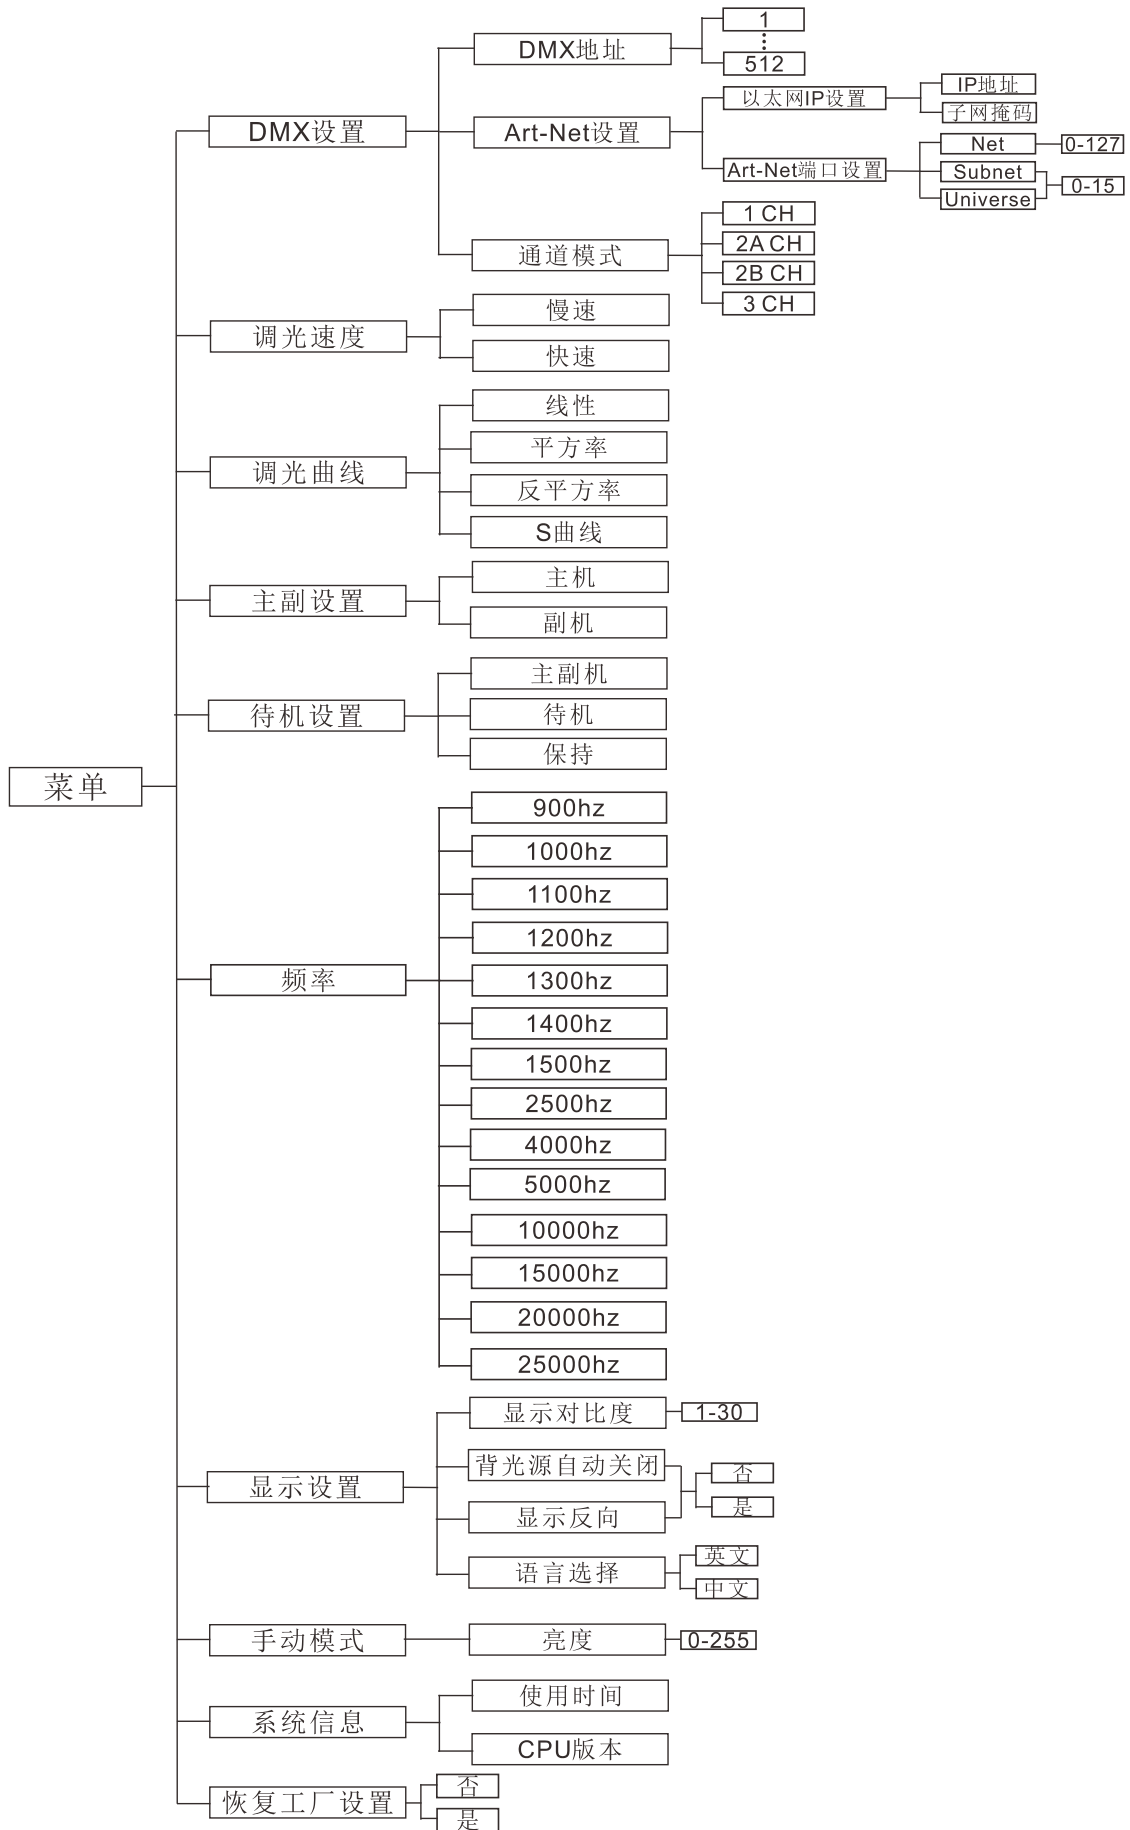 菜单
DMX设置
DMX地址
1
512
Art-Net设置
以太网IP设置
IP地址
子网掩码
Art-Net端口设置
Net
0-127
Subnet
Universe
0-15
通道模式
1 CH
2A CH
2B CH
3 CH
调光速度
慢速
快速
调光曲线
线性
平方率
反平方率
S曲线
主副设置
主机
副机
待机设置
主副机
待机
保持
频率
900hz
1000hz
1100hz
1200hz
1300hz
1400hz
1500hz
2500hz
4000hz
5000hz
10000hz
15000hz
20000hz
25000hz
显示设置
显示对比度
1-30
背光源自动关闭
显示反向
否
是
语言选择
英文
中文
手动模式
亮度
0-255
系统信息
使用时间
CPU版本
恢复工厂设置
否
是